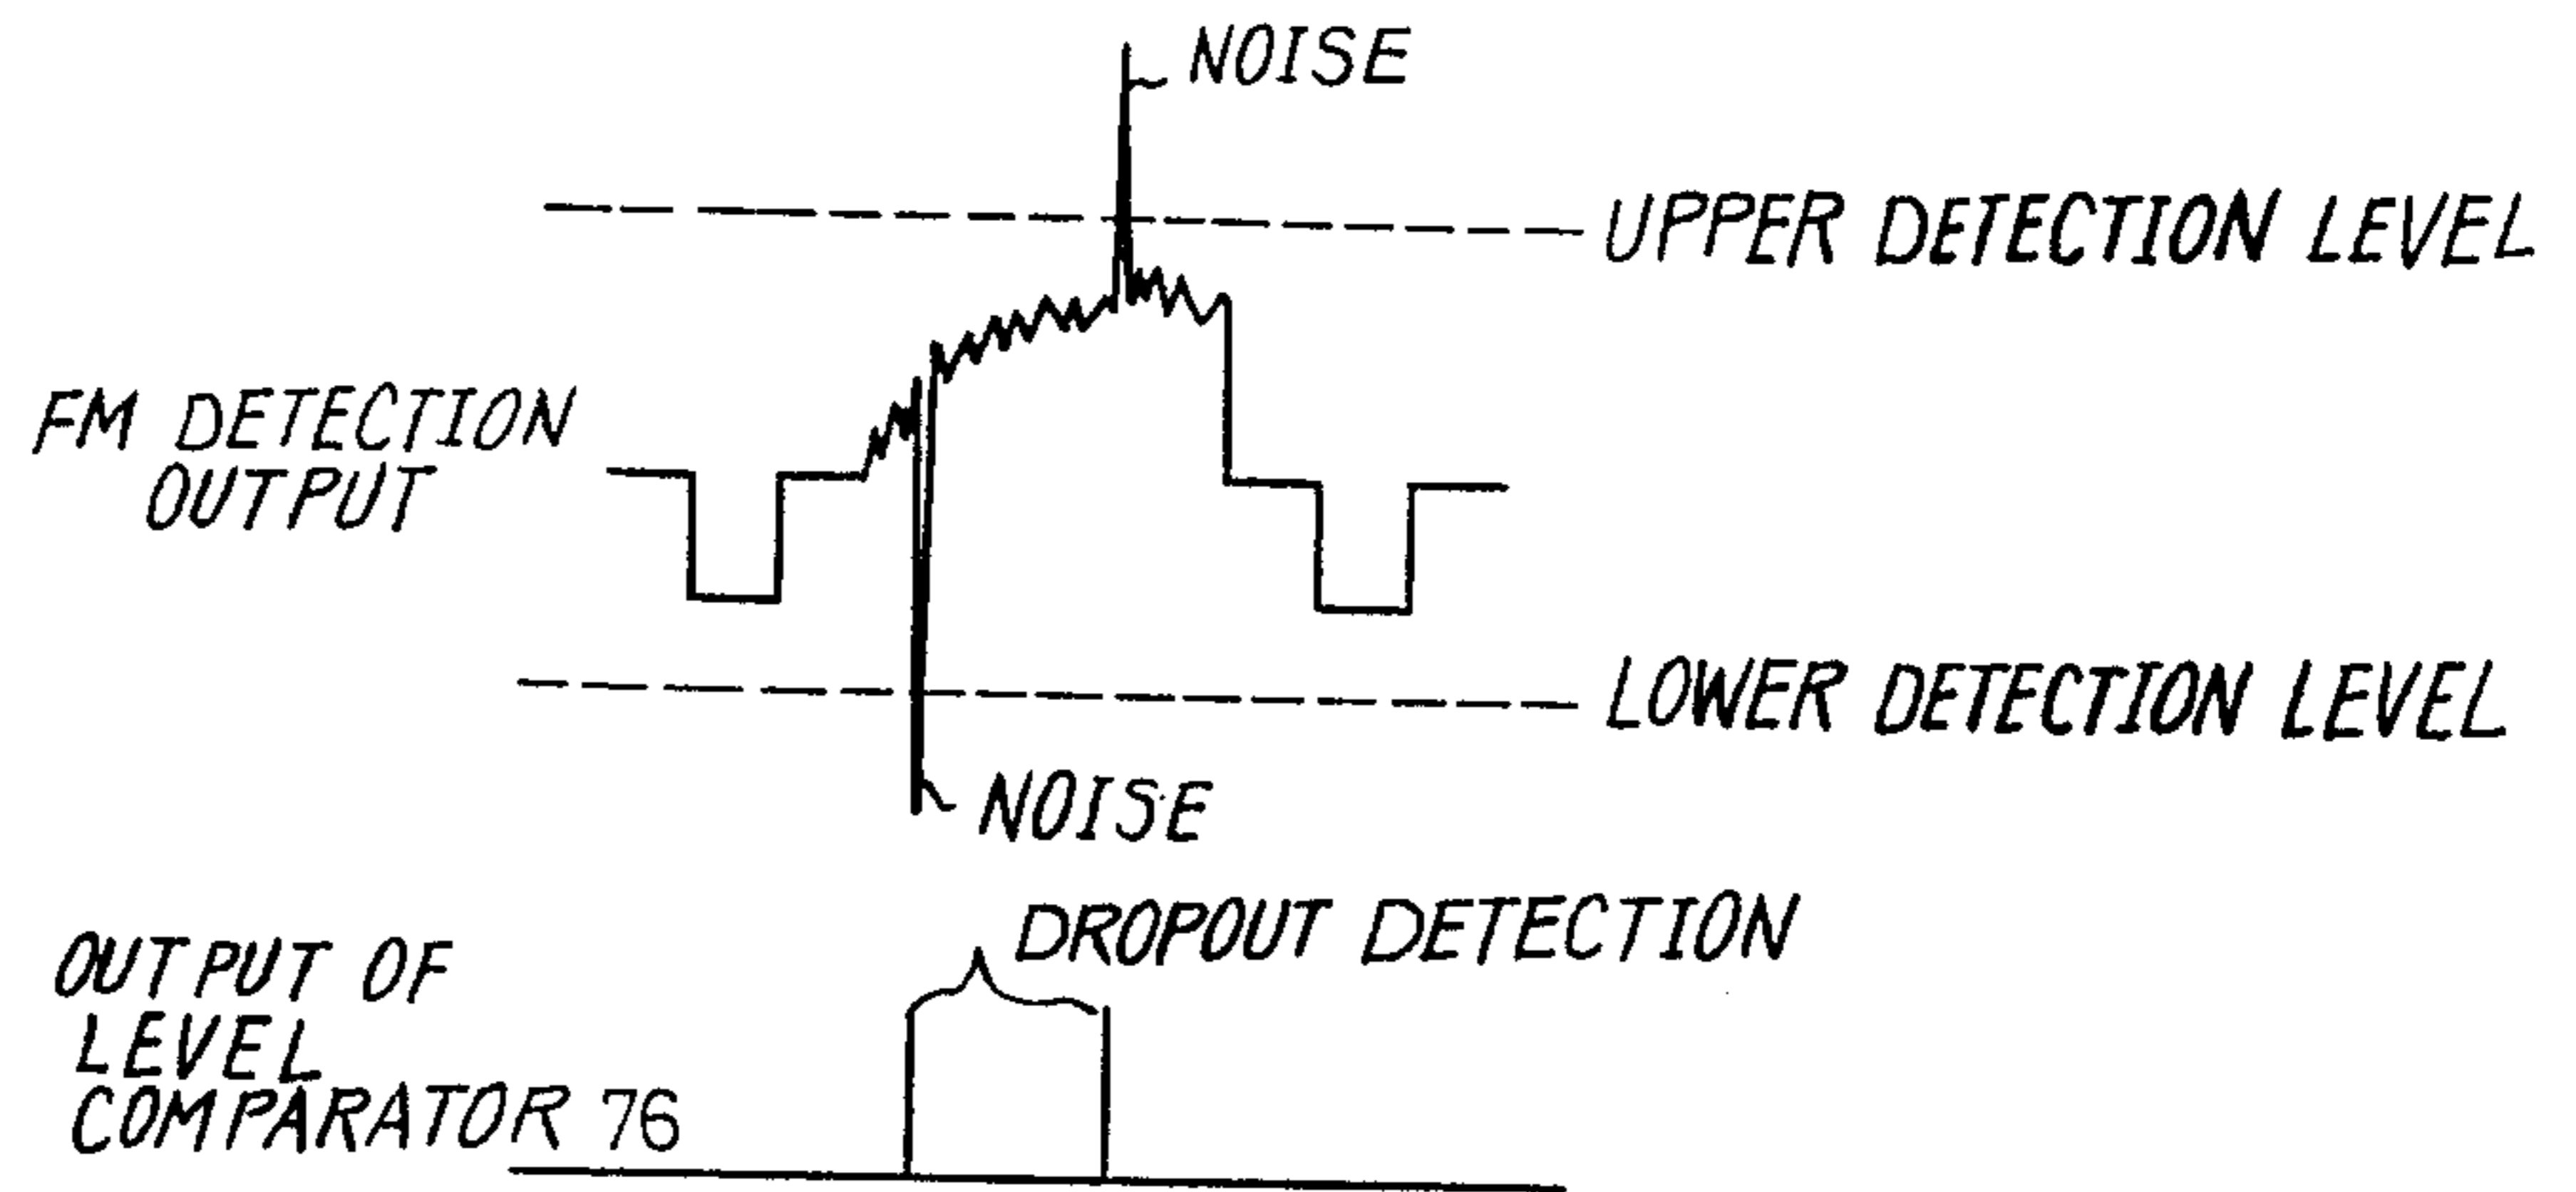 NOISE
UPPER DETECTION LEVEL
FM DETECTION
OUTPUT
LOWER DETECTION LEVEL
NOISE
DROPOUT DETECTION
OUTPUT OF
LEVEL
COMPARATOR 76